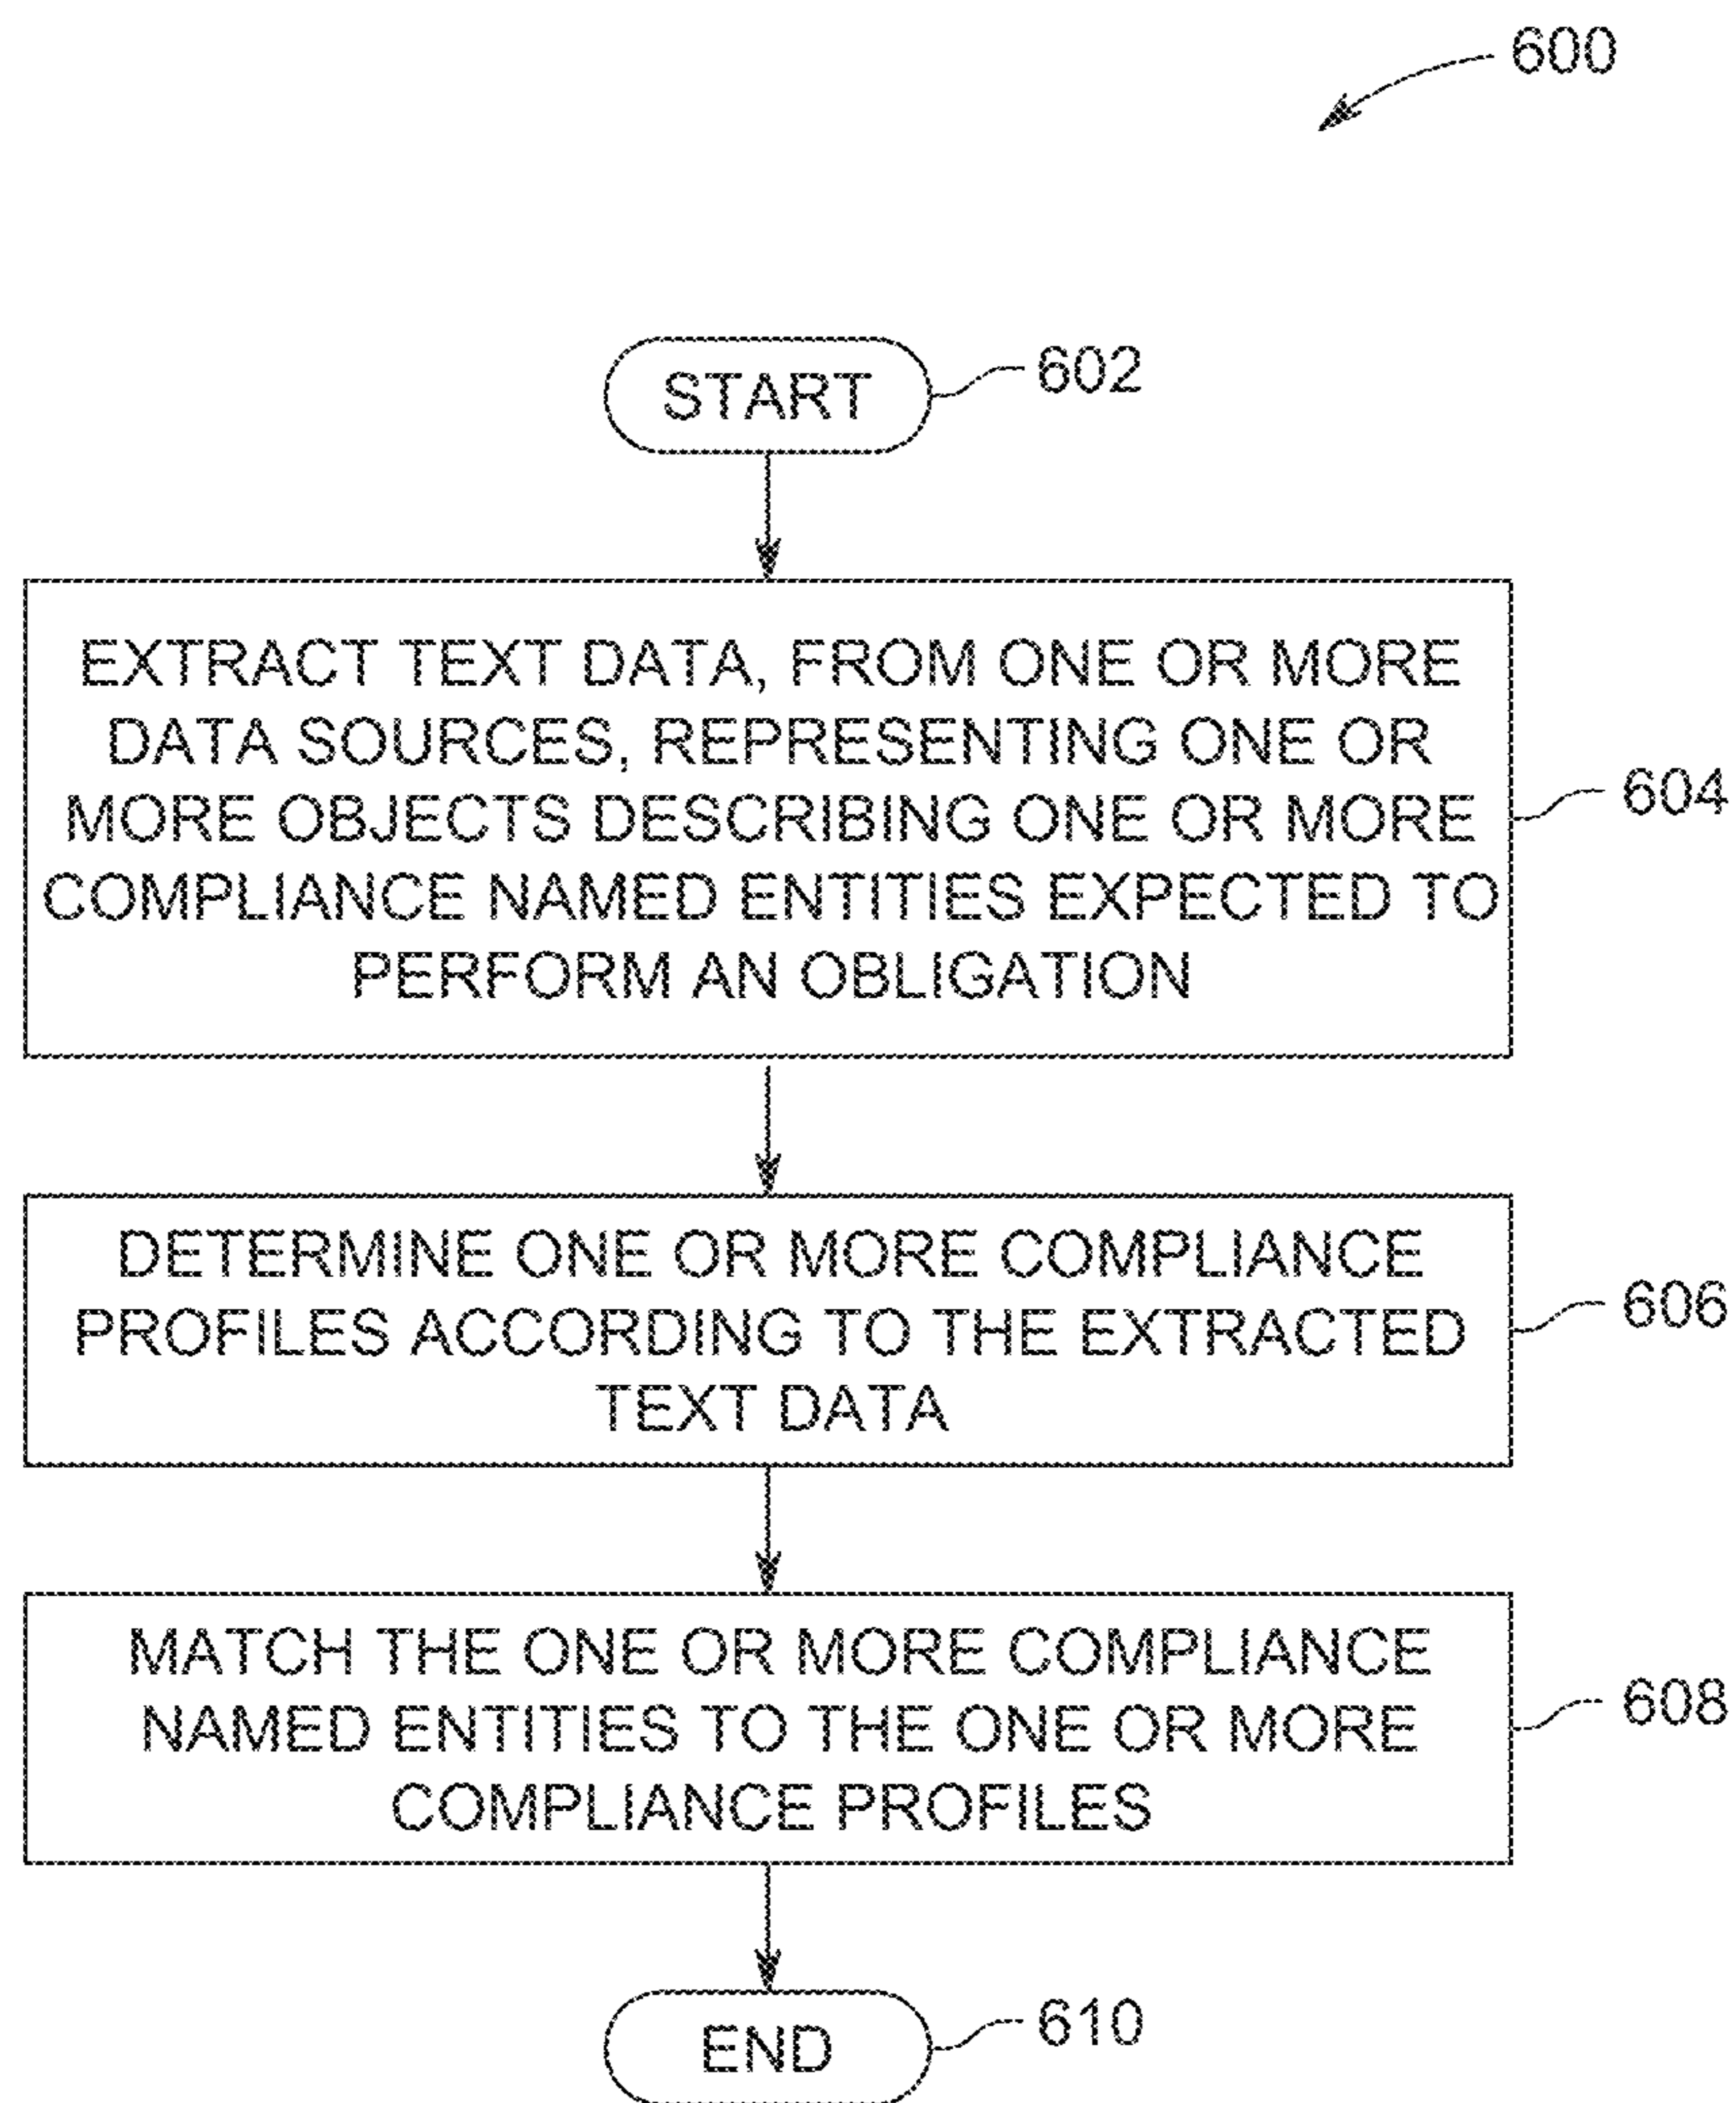 600
START
602
EXTRACT TEXT DATA, FROM ONE OR MORE
DATA SOURCES, REPRESENTING ONE OR
MORE OBJECTS DESCRIBING ONE OR MORE
COMPLIANCE NAMED ENTITIES EXPECTED TO
PERFORM AN OBLIGATION
604
DETERMINE ONE OR MORE COMPLIANCE
PROFILES ACCORDING TO THE EXTRACTED
TEXT DATA
606
MATCH THE ONE OR MORE COMPLIANCE
NAMED ENTITIES TO THE ONE OR MORE
COMPLIANCE PROFILES
608
END
610